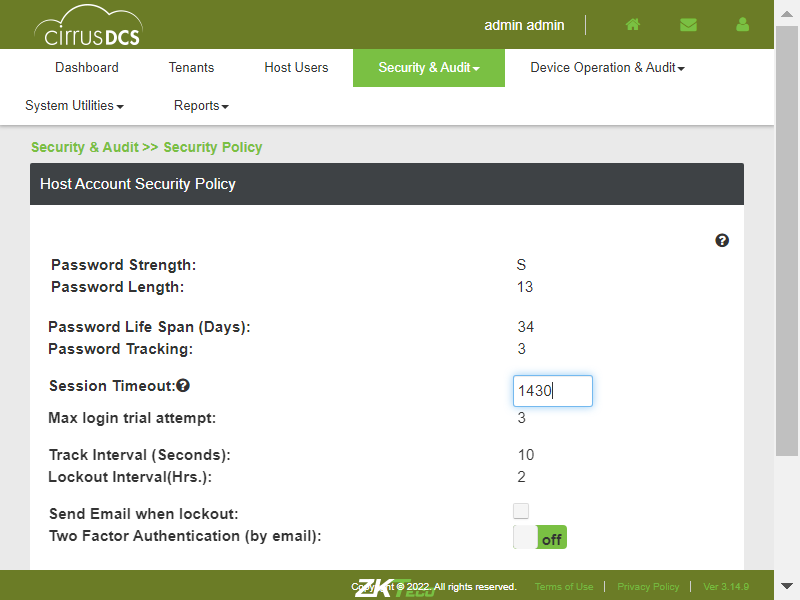 cirrusDCS
admin admin
Dashboard Tenants Host Users Security & Audit Device Operation & Audit
System Utilities Reports
Security & Audit >> Security Policy
Host Account Security Policy
Password Strength: S
Password Length: 13
Password Life Span (Days): 34
Password Tracking: 3
Session Timeout: 1430
Max login trial attempt: 3
Track Interval (Seconds): 10
Lockout Interval(Hrs.): 2
Send Email when lockout:
Two Factor Authentication (by email): off
ZKTeco
Copyright © 2022. All rights reserved. Terms of Use | Privacy Policy | Ver 3.14.9